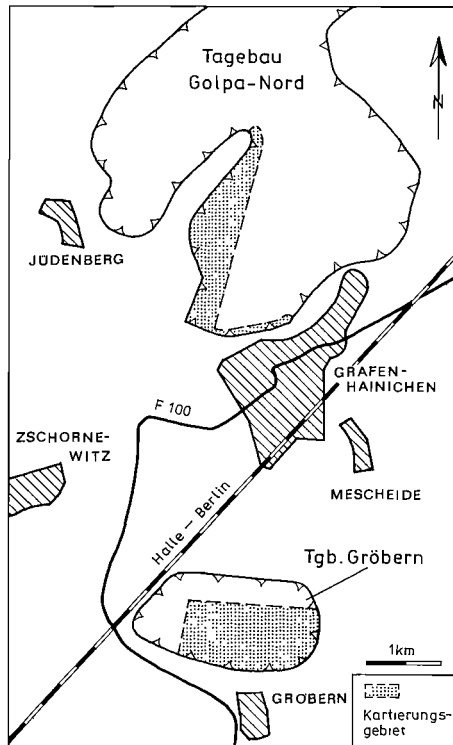 Tagebau
Golpa-Nord
N
JÜDENBERG
GRÄFEN-
HAINICHEN
F 100
ZSCHORNE-
WITZ
MESCHEIDE
Halle – Berlin
Tgb. Gröbern
1km
GRÖBERN
Kartierungs-
gebiet